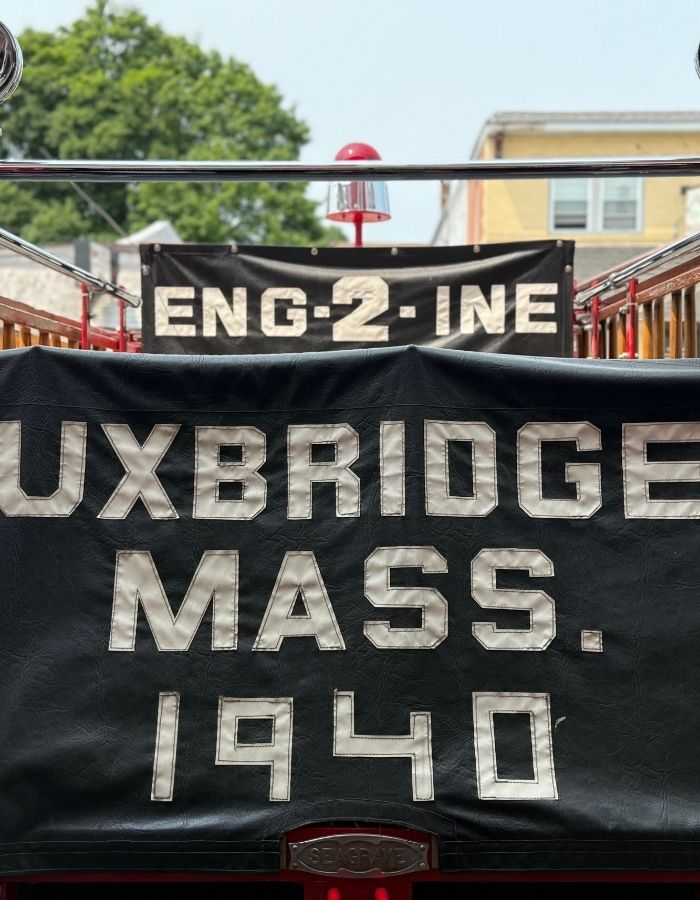 ENG-2-INE
UXBRIDGE
MASS.
1940
SEAGRAVE